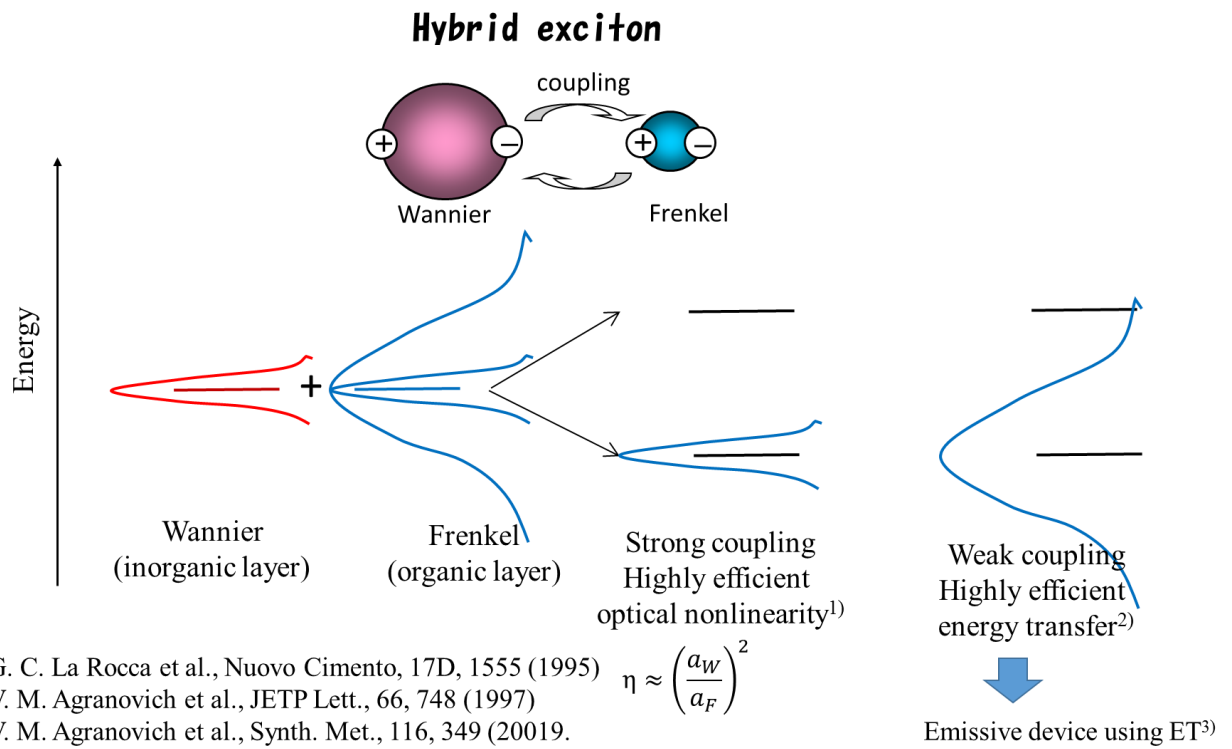 Hybrid exciton
coupling
+ − + −
Wannier
Frenkel
Energy
+
Wannier
(inorganic layer)
Frenkel
(organic layer)
Strong coupling
Highly efficient
optical nonlinearity1)
Weak coupling
Highly efficient
energy transfer2)
G. C. La Rocca et al., Nuovo Cimento, 17D, 1555 (1995)
V. M. Agranovich et al., JETP Lett., 66, 748 (1997)
V. M. Agranovich et al., Synth. Met., 116, 349 (20019.
η ≈ (a_W/a_F)^2
Emissive device using ET3)